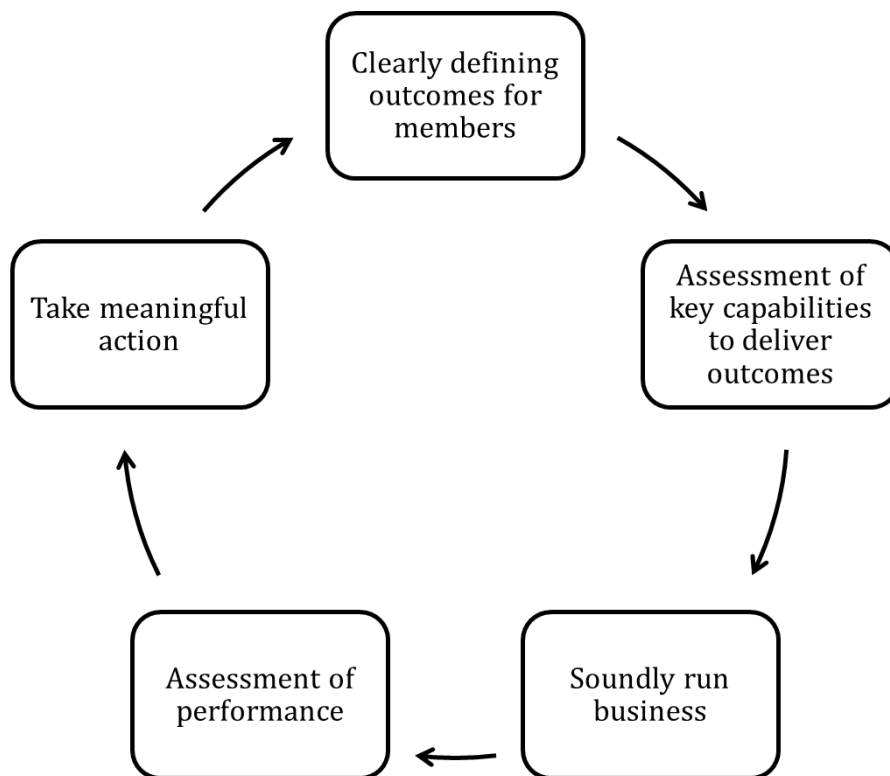 Clearly defining
outcomes for
members
Assessment of
key capabilities
to deliver
outcomes
Soundly run
business
Assessment of
performance
Take meaningful
action